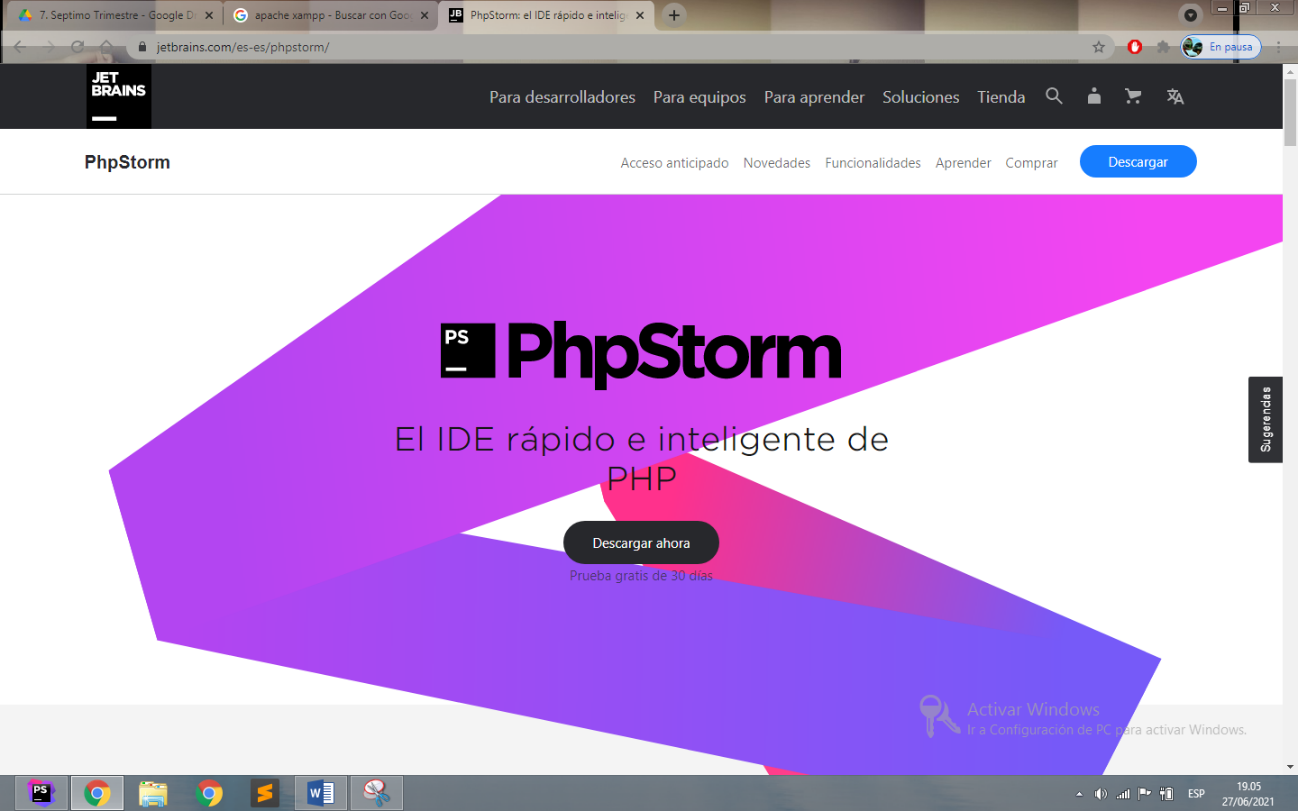 7. Septimo Trimestre - Google D
apache xampp - Buscar con Goo
JB
PhpStorm: el IDE rápido e intelig
jetbrains.com/es-es/phpstorm/
En pausa
JET
BRAINS
Para desarrolladores Para equipos Para aprender Soluciones Tienda
PhpStorm
Acceso anticipado Novedades Funcionalidades Aprender Comprar Descargar
PS PhpStorm
El IDE rápido e inteligente de
PHP
Descargar ahora
Prueba gratis de 30 días
Sugerencias
Activar Windows
Ir a Configuración de PC para activar Windows.
PS
ESP
19.05
27/06/2021